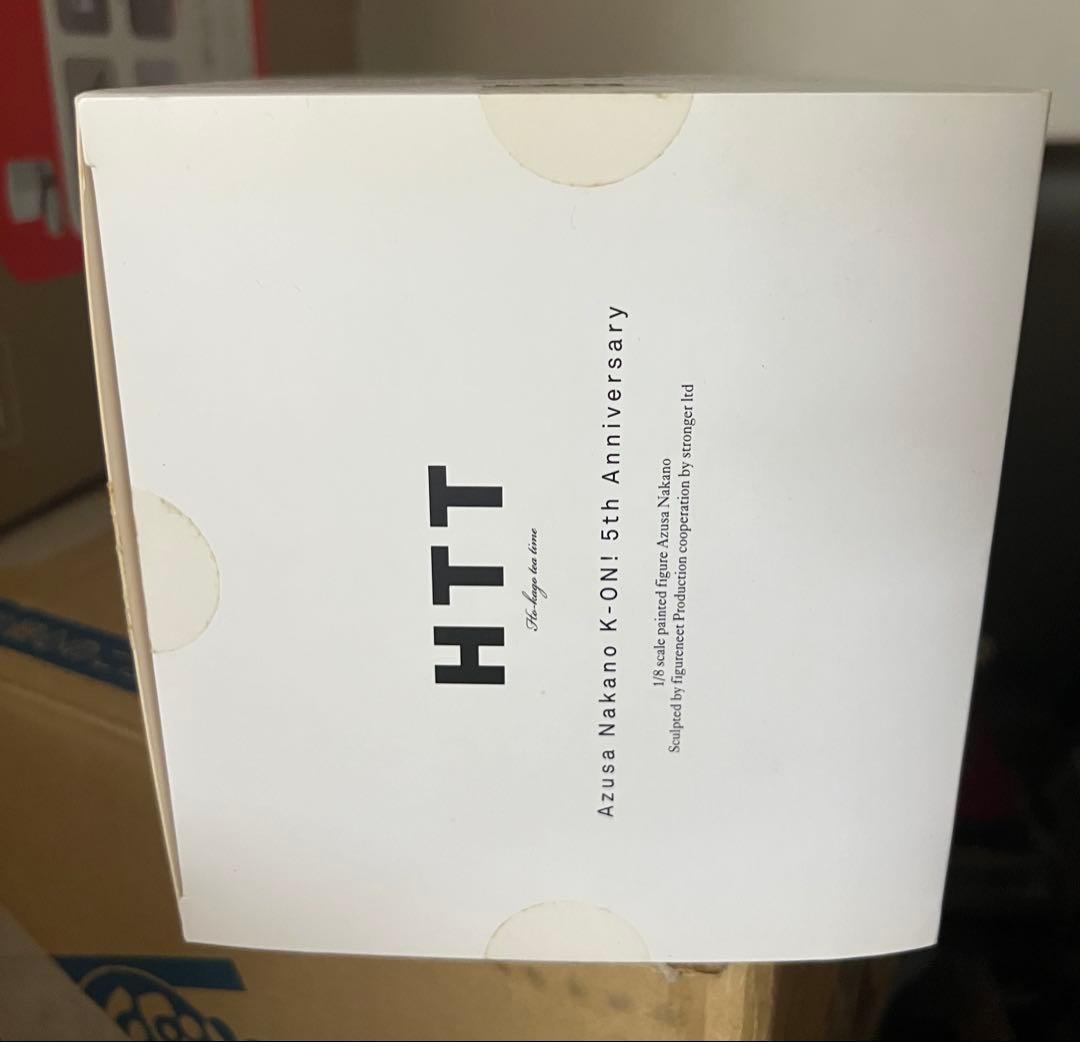 HTT
Ho-kago tea time
Azusa Nakano K-ON! 5th Anniversary
1/8 scale painted figure Azusa Nakano
Sculpted by figureneet Production cooperation by stronger ltd